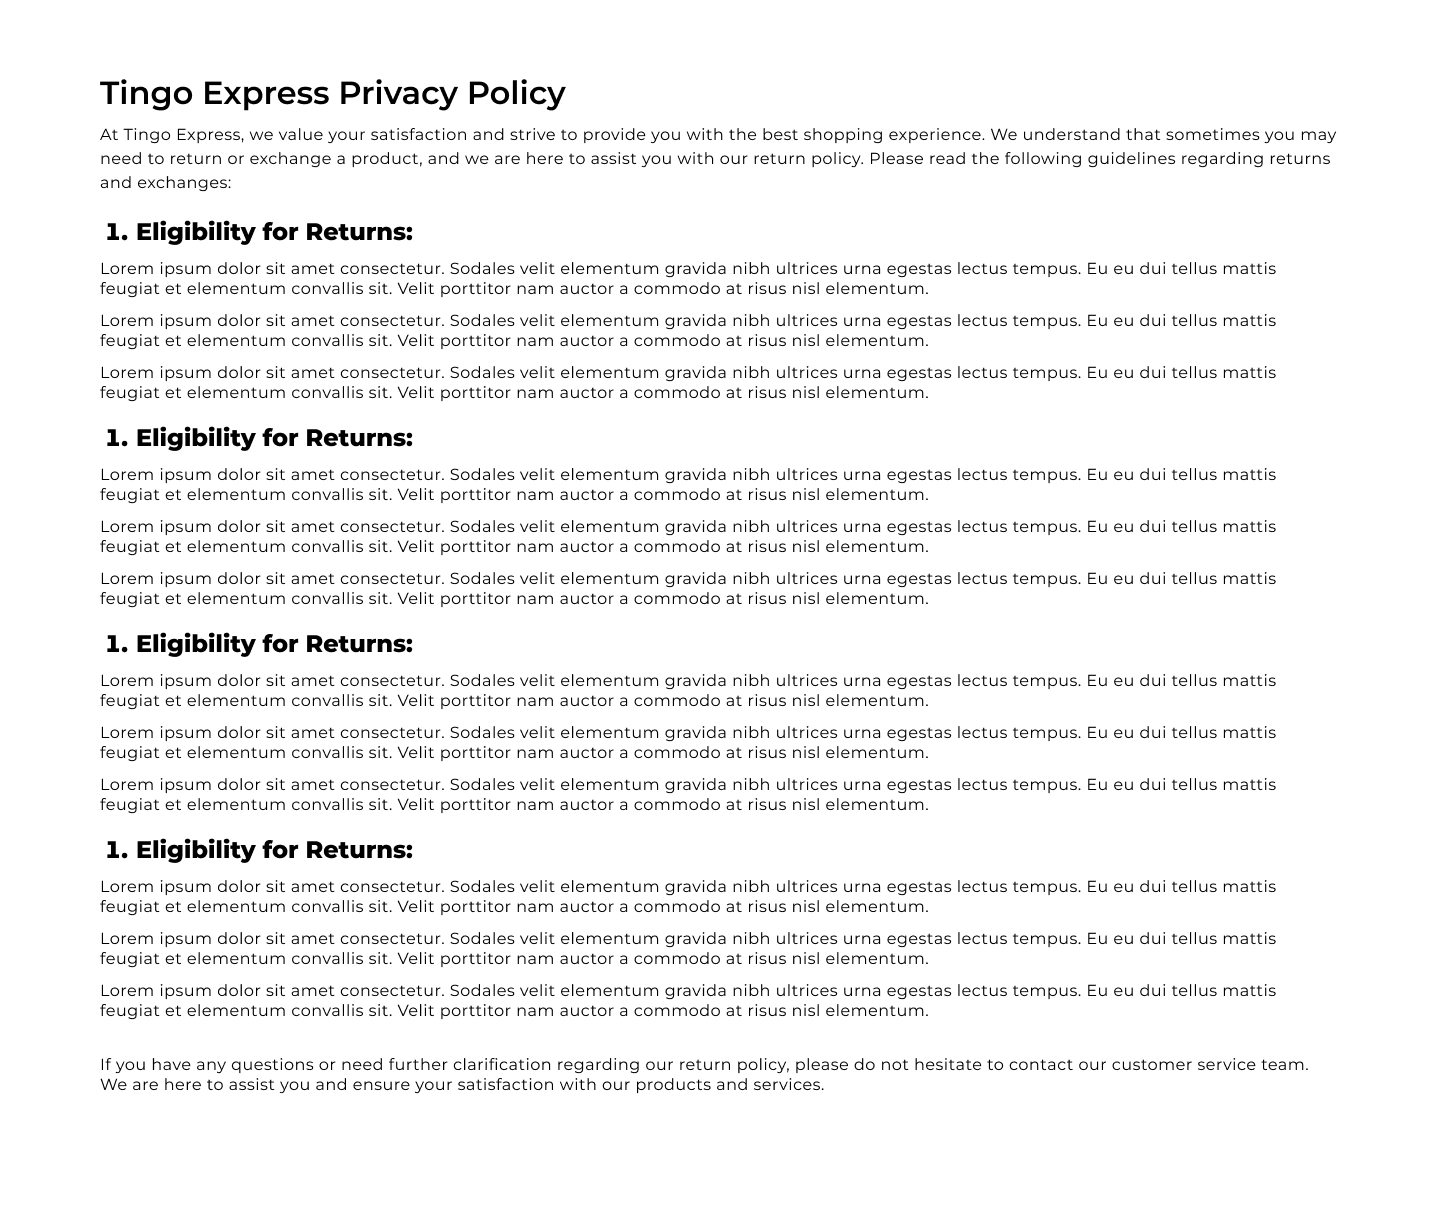 Tingo Express Privacy Policy
At Tingo Express, we value your satisfaction and strive to provide you with the best shopping experience. We understand that sometimes you may
need to return or exchange a product, and we are here to assist you with our return policy. Please read the following guidelines regarding returns
and exchanges:
1. Eligibility for Returns:
Lorem ipsum dolor sit amet consectetur. Sodales velit elementum gravida nibh ultrices urna egestas lectus tempus. Eu eu dui tellus mattis
feugiat et elementum convallis sit. Velit porttitor nam auctor a commodo at risus nisl elementum.
Lorem ipsum dolor sit amet consectetur. Sodales velit elementum gravida nibh ultrices urna egestas lectus tempus. Eu eu dui tellus mattis
feugiat et elementum convallis sit. Velit porttitor nam auctor a commodo at risus nisl elementum.
Lorem ipsum dolor sit amet consectetur. Sodales velit elementum gravida nibh ultrices urna egestas lectus tempus. Eu eu dui tellus mattis
feugiat et elementum convallis sit. Velit porttitor nam auctor a commodo at risus nisl elementum.
1. Eligibility for Returns:
Lorem ipsum dolor sit amet consectetur. Sodales velit elementum gravida nibh ultrices urna egestas lectus tempus. Eu eu dui tellus mattis
feugiat et elementum convallis sit. Velit porttitor nam auctor a commodo at risus nisl elementum.
Lorem ipsum dolor sit amet consectetur. Sodales velit elementum gravida nibh ultrices urna egestas lectus tempus. Eu eu dui tellus mattis
feugiat et elementum convallis sit. Velit porttitor nam auctor a commodo at risus nisl elementum.
Lorem ipsum dolor sit amet consectetur. Sodales velit elementum gravida nibh ultrices urna egestas lectus tempus. Eu eu dui tellus mattis
feugiat et elementum convallis sit. Velit porttitor nam auctor a commodo at risus nisl elementum.
1. Eligibility for Returns:
Lorem ipsum dolor sit amet consectetur. Sodales velit elementum gravida nibh ultrices urna egestas lectus tempus. Eu eu dui tellus mattis
feugiat et elementum convallis sit. Velit porttitor nam auctor a commodo at risus nisl elementum.
Lorem ipsum dolor sit amet consectetur. Sodales velit elementum gravida nibh ultrices urna egestas lectus tempus. Eu eu dui tellus mattis
feugiat et elementum convallis sit. Velit porttitor nam auctor a commodo at risus nisl elementum.
Lorem ipsum dolor sit amet consectetur. Sodales velit elementum gravida nibh ultrices urna egestas lectus tempus. Eu eu dui tellus mattis
feugiat et elementum convallis sit. Velit porttitor nam auctor a commodo at risus nisl elementum.
1. Eligibility for Returns:
Lorem ipsum dolor sit amet consectetur. Sodales velit elementum gravida nibh ultrices urna egestas lectus tempus. Eu eu dui tellus mattis
feugiat et elementum convallis sit. Velit porttitor nam auctor a commodo at risus nisl elementum.
Lorem ipsum dolor sit amet consectetur. Sodales velit elementum gravida nibh ultrices urna egestas lectus tempus. Eu eu dui tellus mattis
feugiat et elementum convallis sit. Velit porttitor nam auctor a commodo at risus nisl elementum.
Lorem ipsum dolor sit amet consectetur. Sodales velit elementum gravida nibh ultrices urna egestas lectus tempus. Eu eu dui tellus mattis
feugiat et elementum convallis sit. Velit porttitor nam auctor a commodo at risus nisl elementum.
If you have any questions or need further clarification regarding our return policy, please do not hesitate to contact our customer service team.
We are here to assist you and ensure your satisfaction with our products and services.